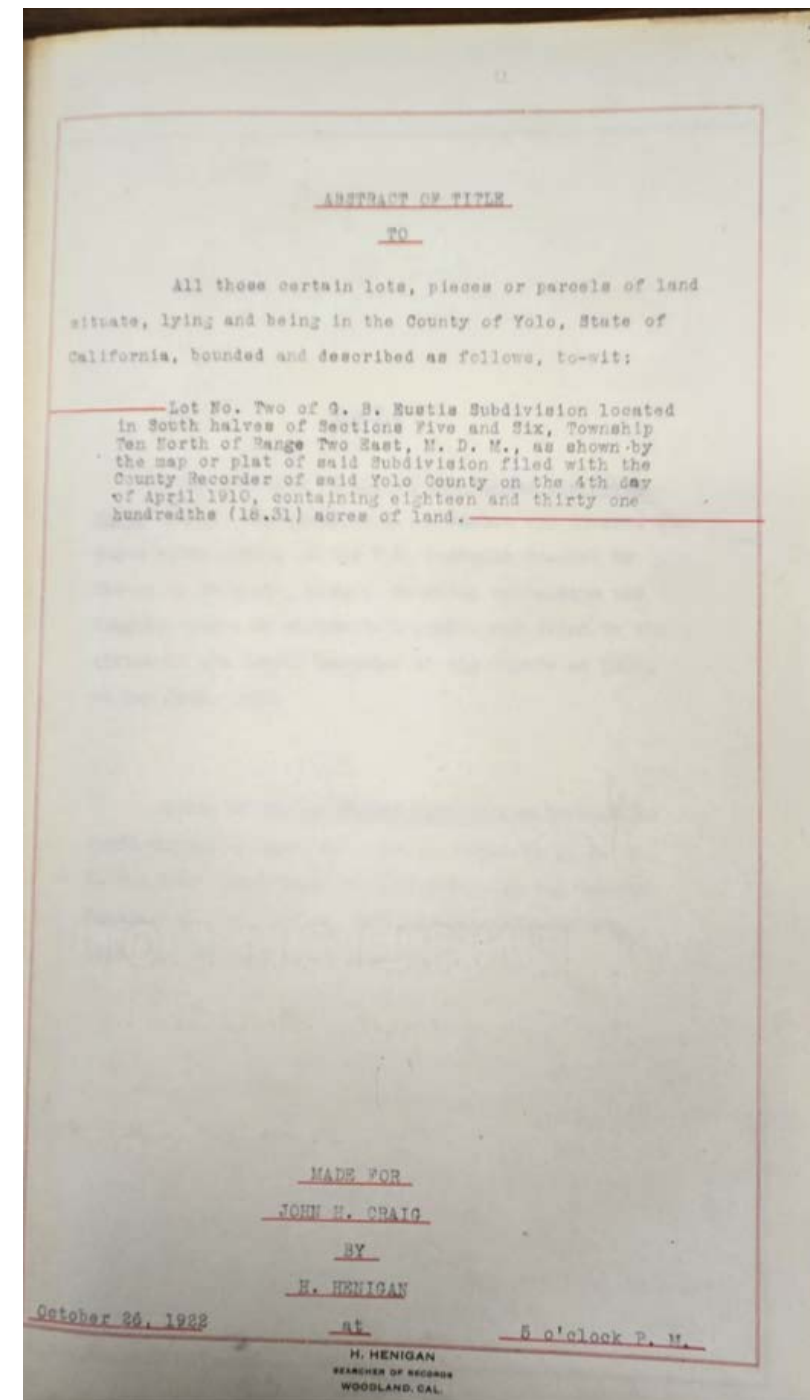 ABSTRACT OF TITLE
TO
All those certain lots, pieces or parcels of land
situate, lying and being in the County of Yolo, State of
California, bounded and described as follows, to-wit:
Lot No. Two of G. B. Eustis Subdivision located
in South halves of Sections Five and Six, Township
Ten North of Range Two East, M. D. M., as shown by
the map or plat of said Subdivision filed with the
County Recorder of said Yolo County on the 4th day
of April 1910, containing eighteen and thirty one
hundredths (18.31) acres of land.
MADE FOR
JOHN H. CRAIG
BY
H. HENIGAN
October 26, 1922 at 5 o'clock P. M.
H. HENIGAN
SEARCHER OF RECORDS
WOODLAND, CAL.